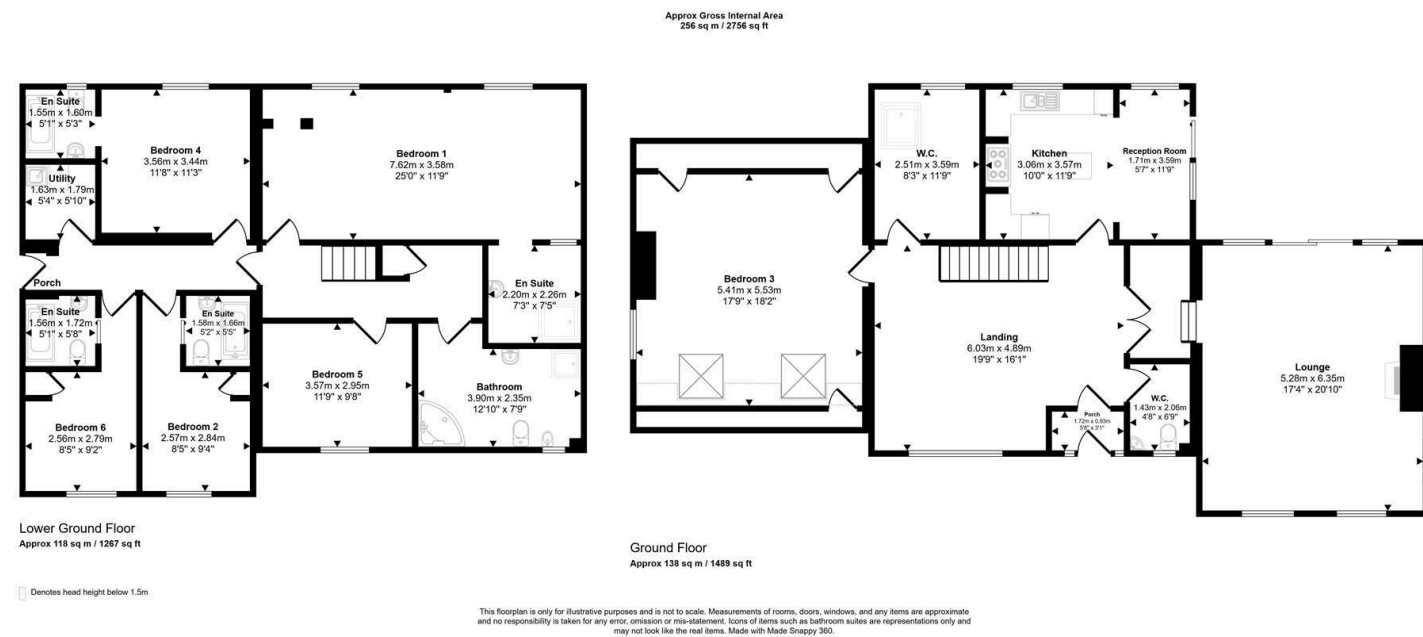 Approx Gross Internal Area
256 sq m / 2756 sq ft
En Suite
1.55m x 1.60m
5'1" x 5'3"
Bedroom 4
3.56m x 3.44m
11'8" x 11'3"
Bedroom 1
7.62m x 3.58m
25'0" x 11'9"
Utility
1.63m x 1.79m
5'4" x 5'10"
Porch
En Suite
1.56m x 1.72m
5'1" x 5'8"
En Suite
1.58m x 1.66m
5'2" x 5'5"
En Suite
2.20m x 2.26m
7'3" x 7'5"
Bedroom 5
3.57m x 2.95m
11'9" x 9'8"
Bathroom
3.90m x 2.35m
12'10" x 7'9"
Bedroom 6
2.56m x 2.79m
8'5" x 9'2"
Bedroom 2
2.57m x 2.84m
8'5" x 9'4"
Lower Ground Floor
Approx 118 sq m / 1267 sq ft
Denotes head height below 1.5m
W.C.
2.51m x 3.59m
8'3" x 11'9"
Kitchen
3.06m x 3.57m
10'0" x 11'9"
Reception Room
1.71m x 3.59m
5'7" x 11'9"
Bedroom 3
5.41m x 5.53m
17'9" x 18'2"
Landing
6.03m x 4.89m
19'9" x 16'1"
Lounge
5.28m x 6.35m
17'4" x 20'10"
W.C.
1.43m x 2.06m
4'8" x 6'9"
Porch
1.72m x 0.93m
5'8" x 3'1"
Ground Floor
Approx 138 sq m / 1489 sq ft
This floorplan is only for illustrative purposes and is not to scale. Measurements of rooms, doors, windows, and any items are approximate
and no responsibility is taken for any error, omission or mis-statement. Icons of items such as bathroom suites are representations only and
may not look like the real items. Made with Made Snappy 360.